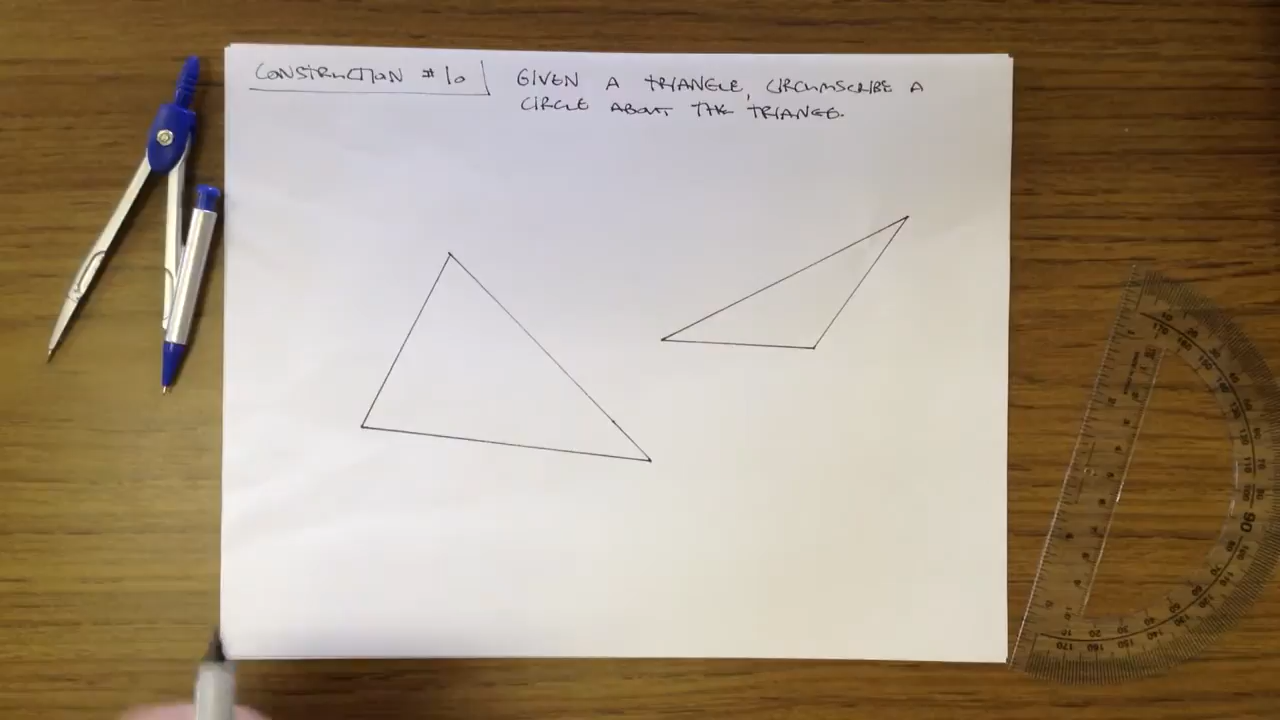 CONSTRUCTION #10
GIVEN A TRIANGLE, CIRCUMSCRIBE A
CIRCLE ABOUT THE TRIANGLE.